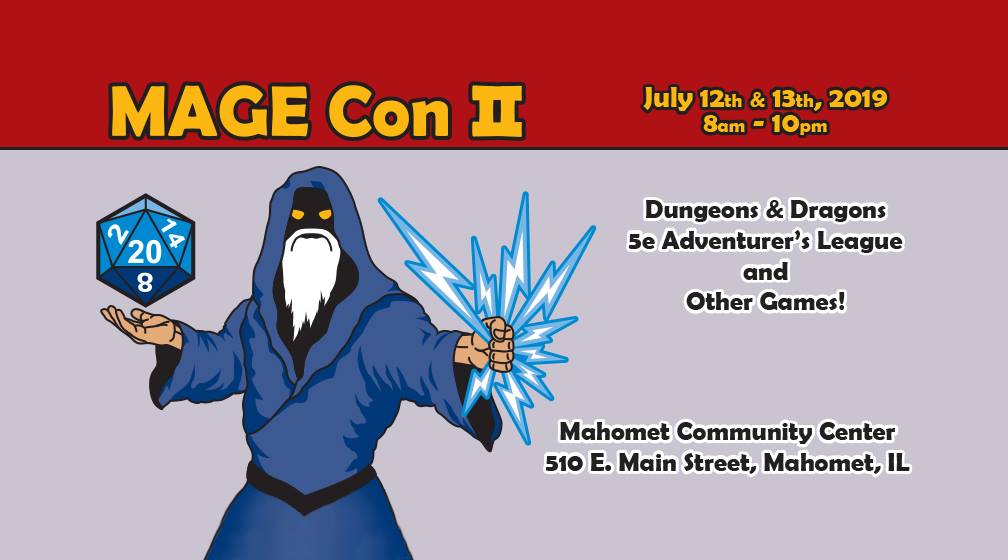 MAGE Con II
July 12th & 13th, 2019
8am - 10pm
2
14
20
8
Dungeons & Dragons
5e Adventurer's League
and
Other Games!
Mahomet Community Center
510 E. Main Street, Mahomet, IL